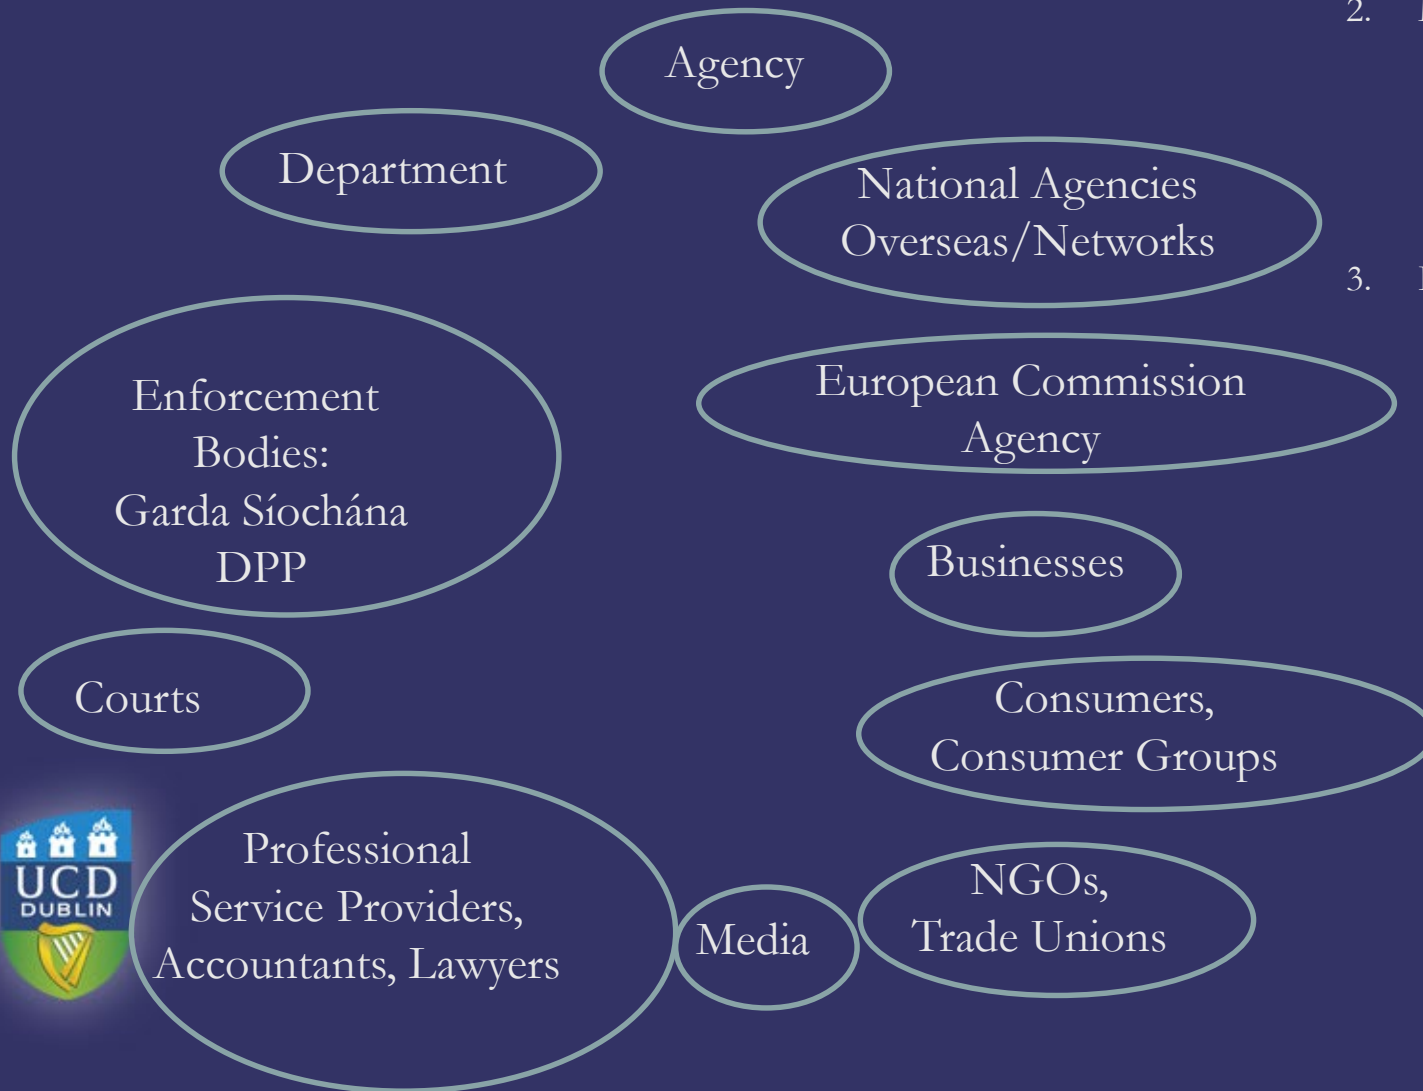 Agency
Department
National Agencies
Overseas/Networks
European Commission
Agency
Enforcement
Bodies:
Garda Síochána
DPP
Businesses
Courts
Consumers,
Consumer Groups
Professional
Service Providers,
Accountants, Lawyers
Media
NGOs,
Trade Unions
UCD
DUBLIN
2.
3.